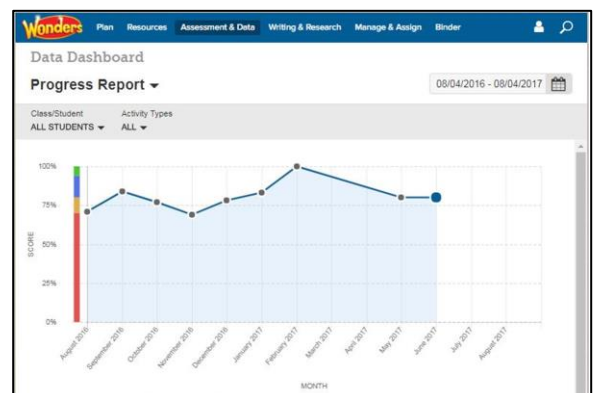 Wonders Plan Resources Assessment & Data Writing & Research Manage & Assign Binder
Data Dashboard
Progress Report
08/04/2016 - 08/04/2017
Class/Student Activity Types
ALL STUDENTS ALL
100%
75%
50%
25%
0%
SCORE
August 2016 September 2016 October 2016 November 2016 December 2016 January 2017 February 2017 March 2017 April 2017 May 2017 June 2017 July 2017 August 2017
MONTH